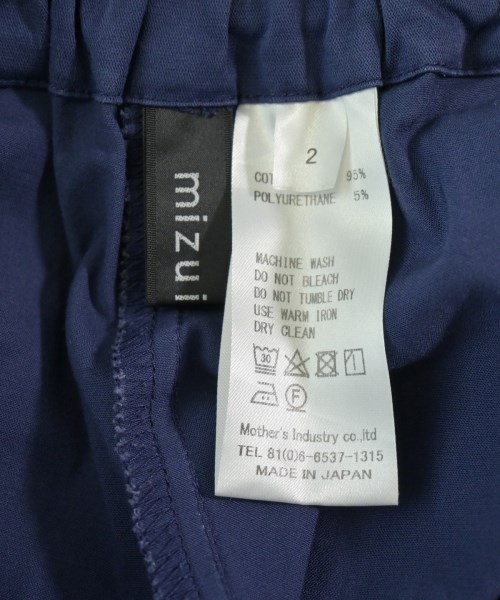 mizui
2
COT 95%
POLYURETHANE 5%
MACHINE WASH
DO NOT BLEACH
DO NOT TUMBLE DRY
USE WARM IRON
DRY CLEAN
30
F
Mother's Industry co.,ltd
TEL 81(0)6-6537-1315
MADE IN JAPAN